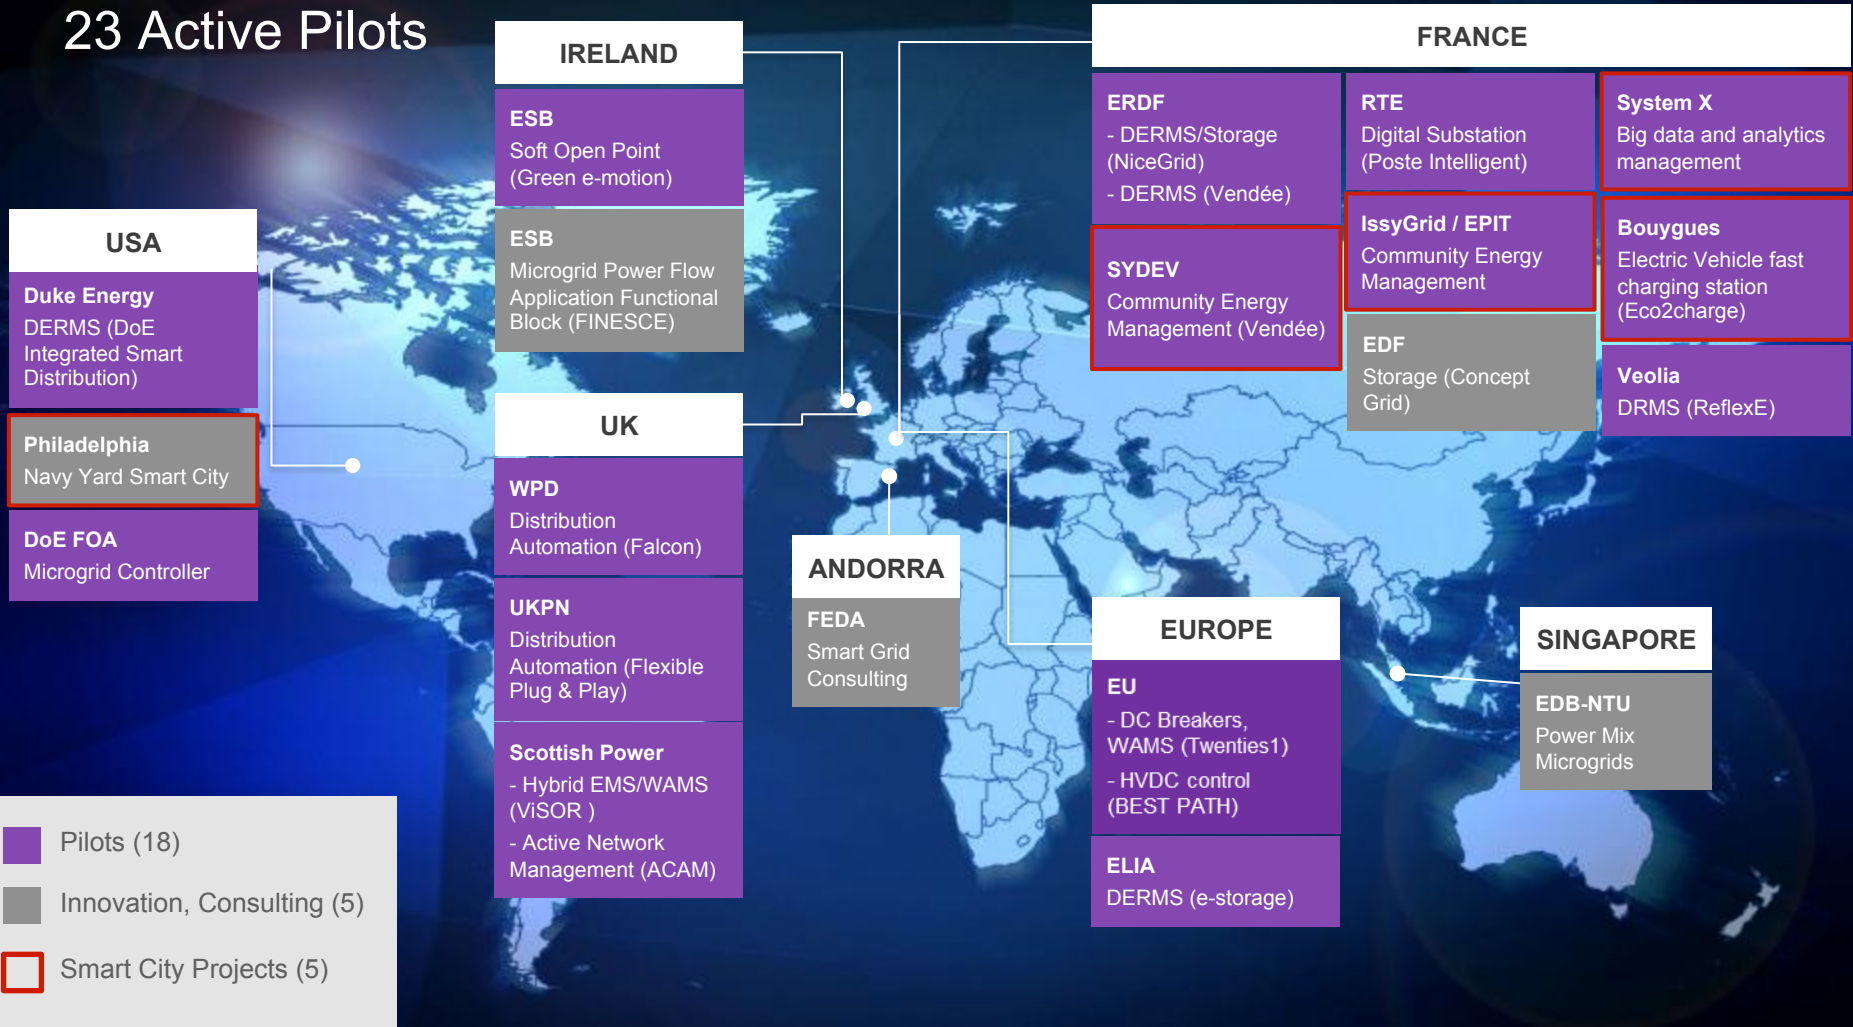 23 Active Pilots
IRELAND
ESB
Soft Open Point
(Green e-motion)
ESB
Microgrid Power Flow
Application Functional
Block (FINESCE)
FRANCE
ERDF
- DERMS/Storage
(NiceGrid)
- DERMS (Vendée)
SYDEV
Community Energy
Management (Vendée)
RTE
Digital Substation
(Poste Intelligent)
IssyGrid / EPIT
Community Energy
Management
EDF
Storage (Concept
Grid)
System X
Big data and analytics
management
Bouygues
Electric Vehicle fast
charging station
(Eco2charge)
Veolia
DRMS (ReflexE)
USA
Duke Energy
DERMS (DoE
Integrated Smart
Distribution)
Philadelphia
Navy Yard Smart City
DoE FOA
Microgrid Controller
UK
WPD
Distribution
Automation (Falcon)
UKPN
Distribution
Automation (Flexible
Plug & Play)
Scottish Power
- Hybrid EMS/WAMS
(ViSOR )
- Active Network
Management (ACAM)
ANDORRA
FEDA
Smart Grid
Consulting
EUROPE
EU
- DC Breakers,
WAMS (Twenties1)
- HVDC control
(BEST PATH)
ELIA
DERMS (e-storage)
SINGAPORE
EDB-NTU
Power Mix
Microgrids
Pilots (18)
Innovation, Consulting (5)
Smart City Projects (5)